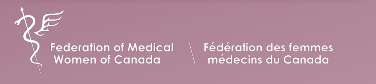 Federation of Medical
Women of Canada
Fédération des femmes
médecins du Canada